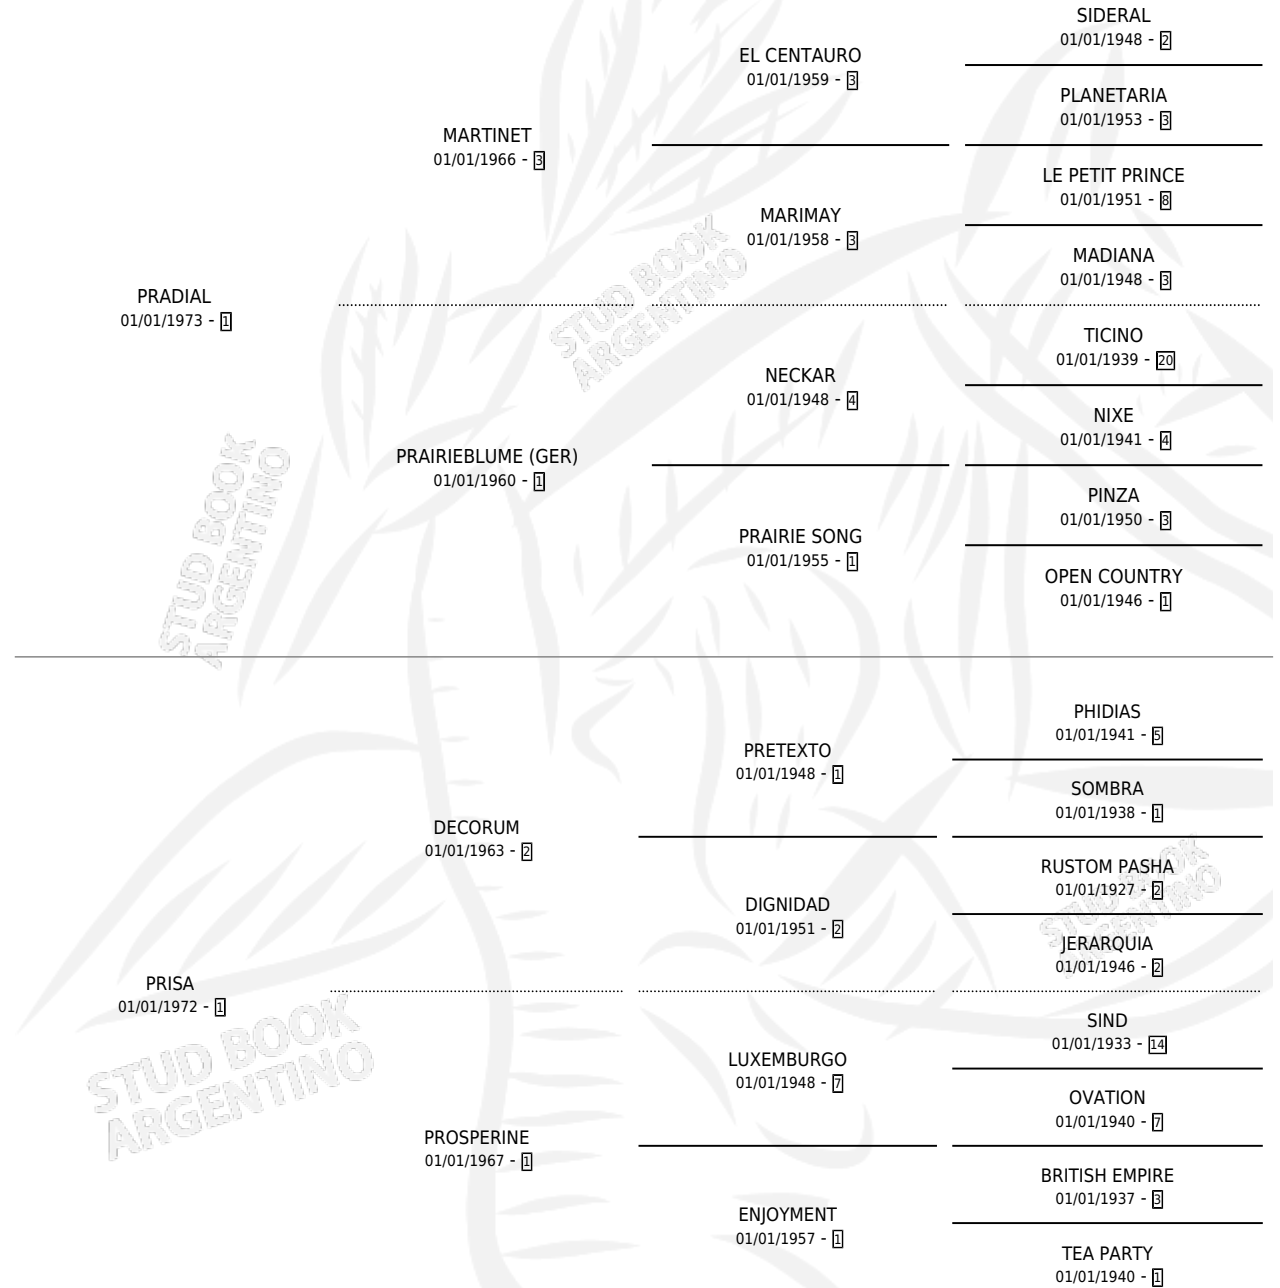 SIDERAL
01/01/1948 - 2
EL CENTAURO
01/01/1959 - 3
PLANETARIA
01/01/1953 - 3
MARTINET
01/01/1966 - 3
LE PETIT PRINCE
01/01/1951 - 8
MARIMAY
01/01/1958 - 3
MADIANA
01/01/1948 - 3
PRADIAL
01/01/1973 - 1
TICINO
01/01/1939 - 20
NECKAR
01/01/1948 - 4
NIXE
01/01/1941 - 4
PRAIRIEBLUME (GER)
01/01/1960 - 1
PINZA
01/01/1950 - 3
PRAIRIE SONG
01/01/1955 - 1
OPEN COUNTRY
01/01/1946 - 1
STUD BOOK
ARGENTINO
STUD BOOK
ARGENTINO
PHIDIAS
01/01/1941 - 5
PRETEXTO
01/01/1948 - 1
SOMBRA
01/01/1938 - 1
DECORUM
01/01/1963 - 2
RUSTOM PASHA
01/01/1927 - 2
DIGNIDAD
01/01/1951 - 2
JERARQUIA
01/01/1946 - 2
STUD BOOK
ARGENTINO
PRISA
01/01/1972 - 1
SIND
01/01/1933 - 14
LUXEMBURGO
01/01/1948 - 7
OVATION
01/01/1940 - 7
PROSPERINE
01/01/1967 - 1
BRITISH EMPIRE
01/01/1937 - 3
ENJOYMENT
01/01/1957 - 1
TEA PARTY
01/01/1940 - 1
STUD BOOK
ARGENTINO